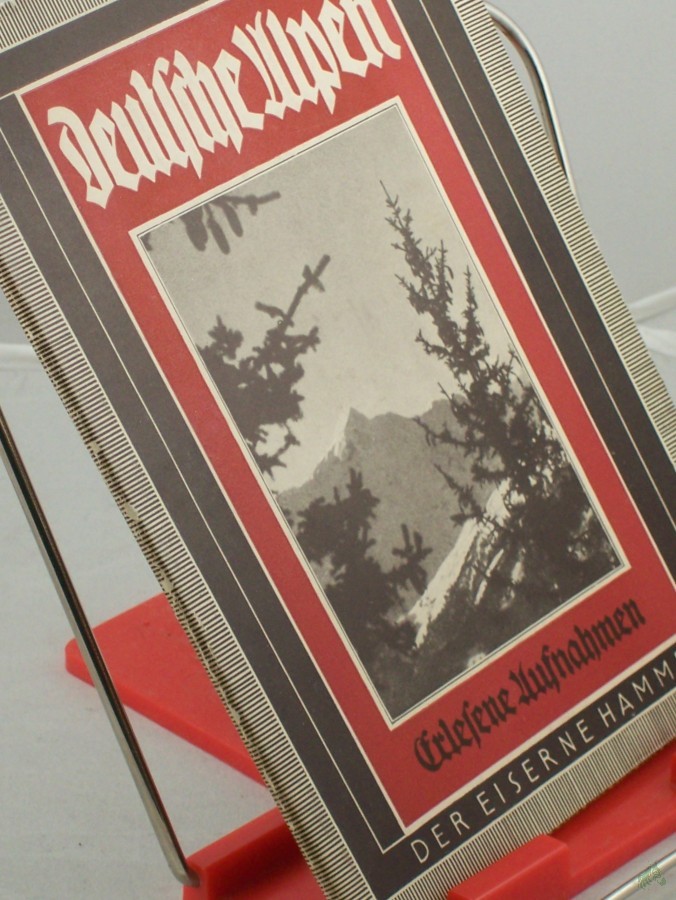 Deutsche Alpen
Erlesene Aufnahmen
DER EISERNE HAMM